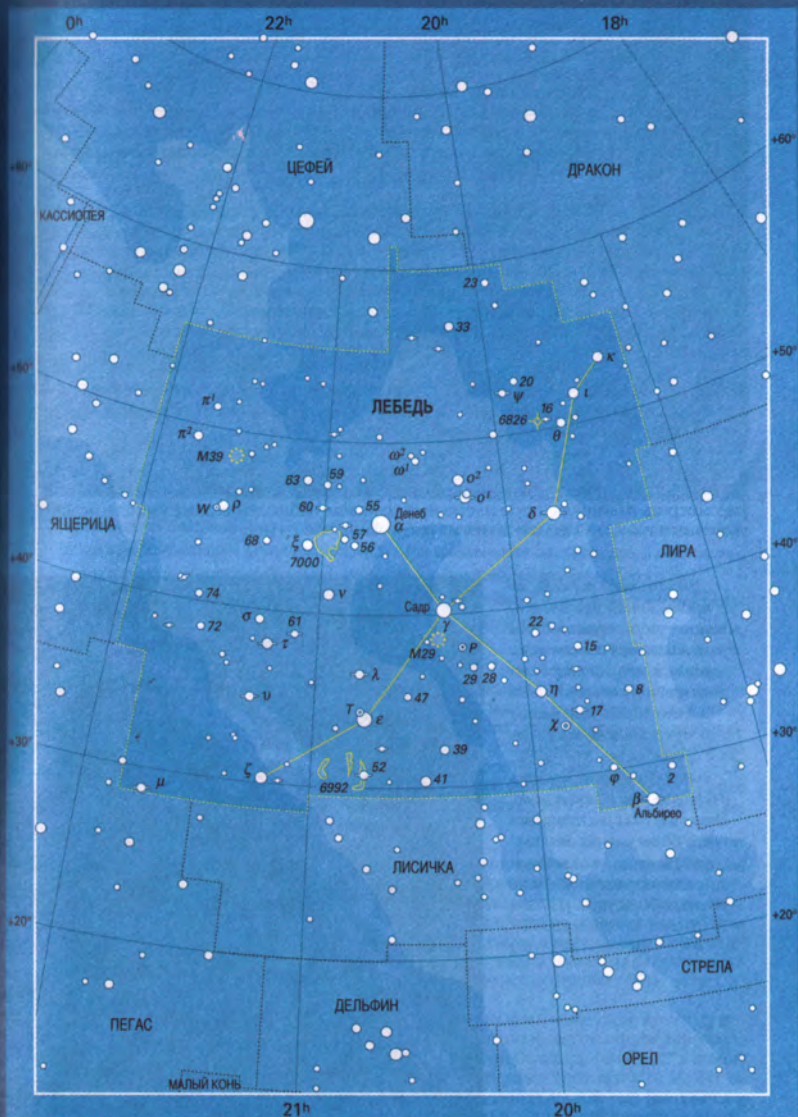 0h 22h 20h 18h
+60° +60°
ЦЕФЕЙ ДРАКОН
КАССИОПЕЯ
23
33
+50° +50°
κ
20 ι
π¹ ЛЕБЕДЬ ψ 16
6826 θ
π²
M39 ω²
ω¹
63 59 ο²
ο¹
W ρ 60 55 Денеб δ
ЯЩЕРИЦА α ЛИРА
68 ξ 57
56
7000
+40° +40°
74 ν Садр
σ γ 22
72 61
τ M29 P 15
29 28
λ η 8
υ 47
T ε χ 17
+30° +30°
39
ζ 52 φ 2
μ 6992 41 β
Альбирео
ЛИСИЧКА
+20° +20°
СТРЕЛА
ДЕЛЬФИН
ПЕГАС
ОРЕЛ
МАЛЫЙ КОНЬ
21h 20h